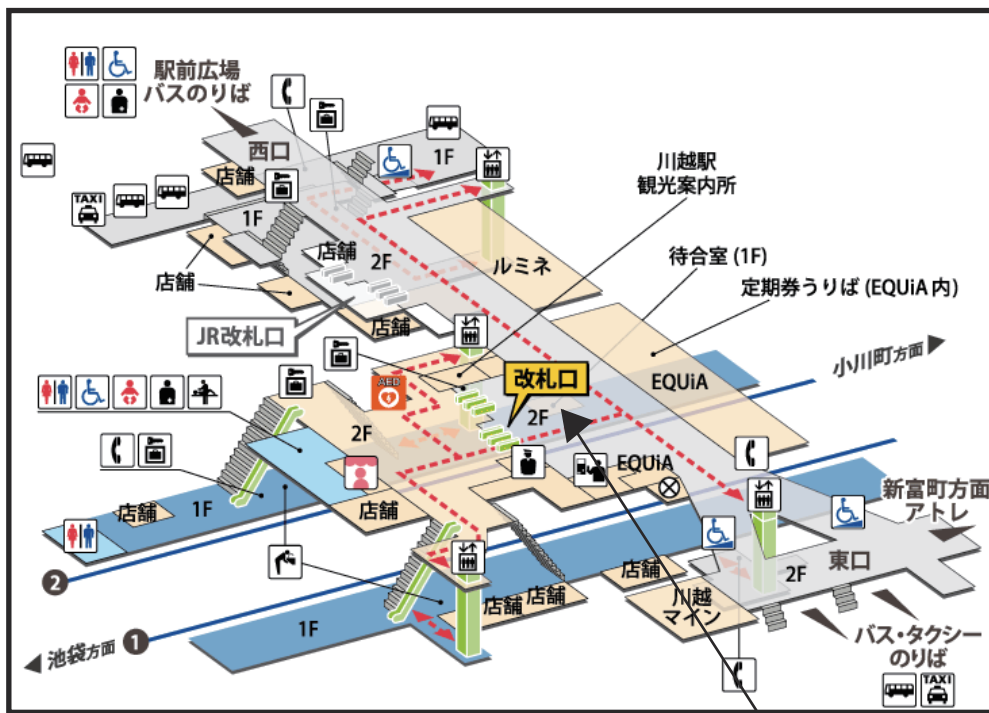 駅前広場
バスのりば
西口
1F
川越駅
観光案内所
店舗
TAXI
1F
店舗
2F
ルミネ
待合室(1F)
店舗
定期券うりば(EQUiA内)
JR改札口
店舗
小川町方面
AED
改札口
EQUiA
2F
2F
EQUiA
新富町方面
アトレ
店舗
1F
店舗
東口
2F
店舗
2
店舗
店舗
川越
マイン
1F
1
池袋方面
バス・タクシー
のりば
TAXI